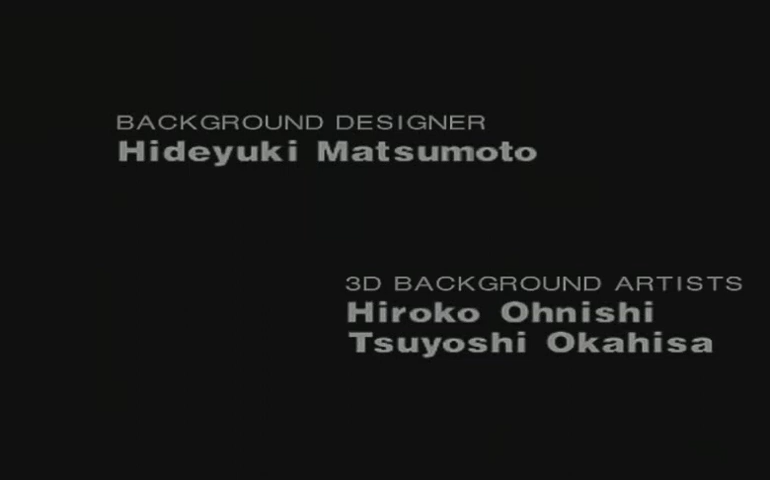 BACKGROUND DESIGNER
Hideyuki Matsumoto
3D BACKGROUND ARTISTS
Hiroko Ohnishi
Tsuyoshi Okahisa